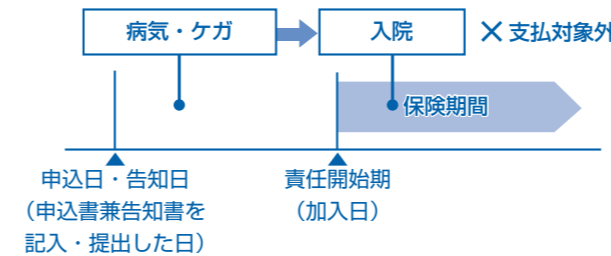 病気・ケガ
入院
×支払対象外
保険期間
申込日・告知日
（申込書兼告知書を
記入・提出した日）
責任開始期
（加入日）